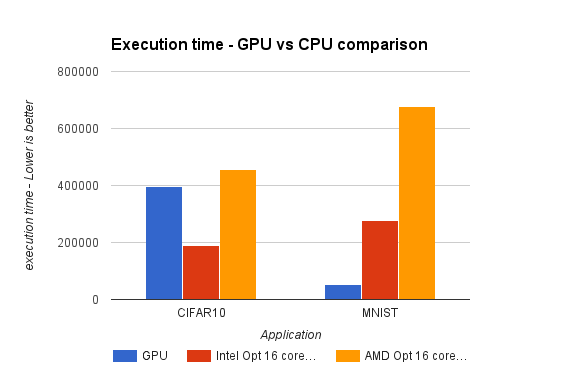 Execution time - GPU vs CPU comparison
800000
600000
400000
200000
0
execution time - Lower is better
CIFAR10 MNIST
Application
GPU Intel Opt 16 core... AMD Opt 16 core...